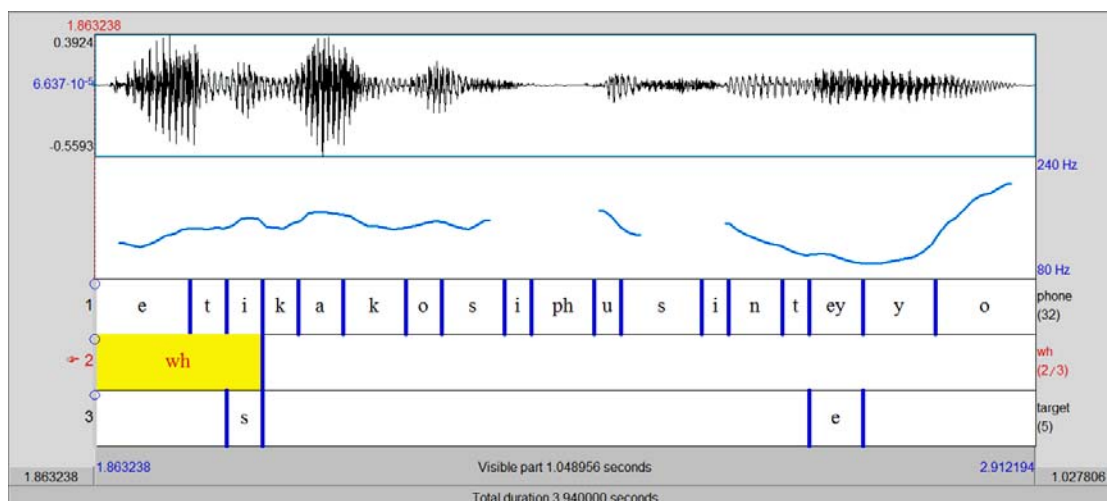 1.863238
0.3924
6.637·10⁻⁵
-0.5593
240 Hz
80 Hz
1 e t i k a k o s i ph u s i n t ey y o phone (32)
☞ 2 wh wh (2/3)
3 s e target (5)
1.863238 Visible part 1.048956 seconds 2.912194
1.863238 1.027806
Total duration 3.940000 seconds